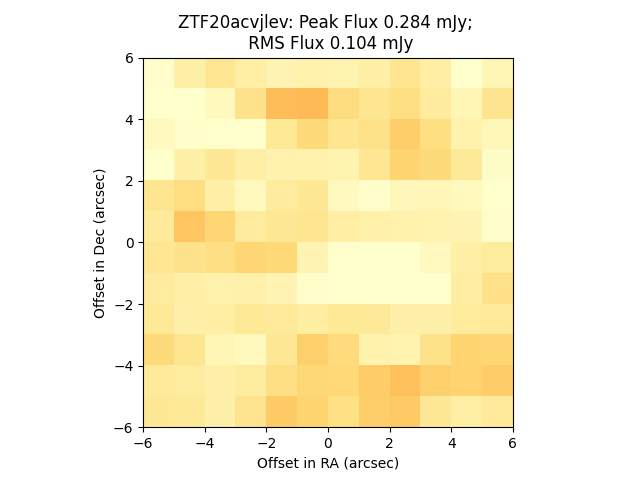 ZTF20acvjlev: Peak Flux 0.284 mJy;
RMS Flux 0.104 mJy
6
4
2
0
−2
−4
−6
Offset in Dec (arcsec)
−6 −4 −2 0 2 4 6
Offset in RA (arcsec)